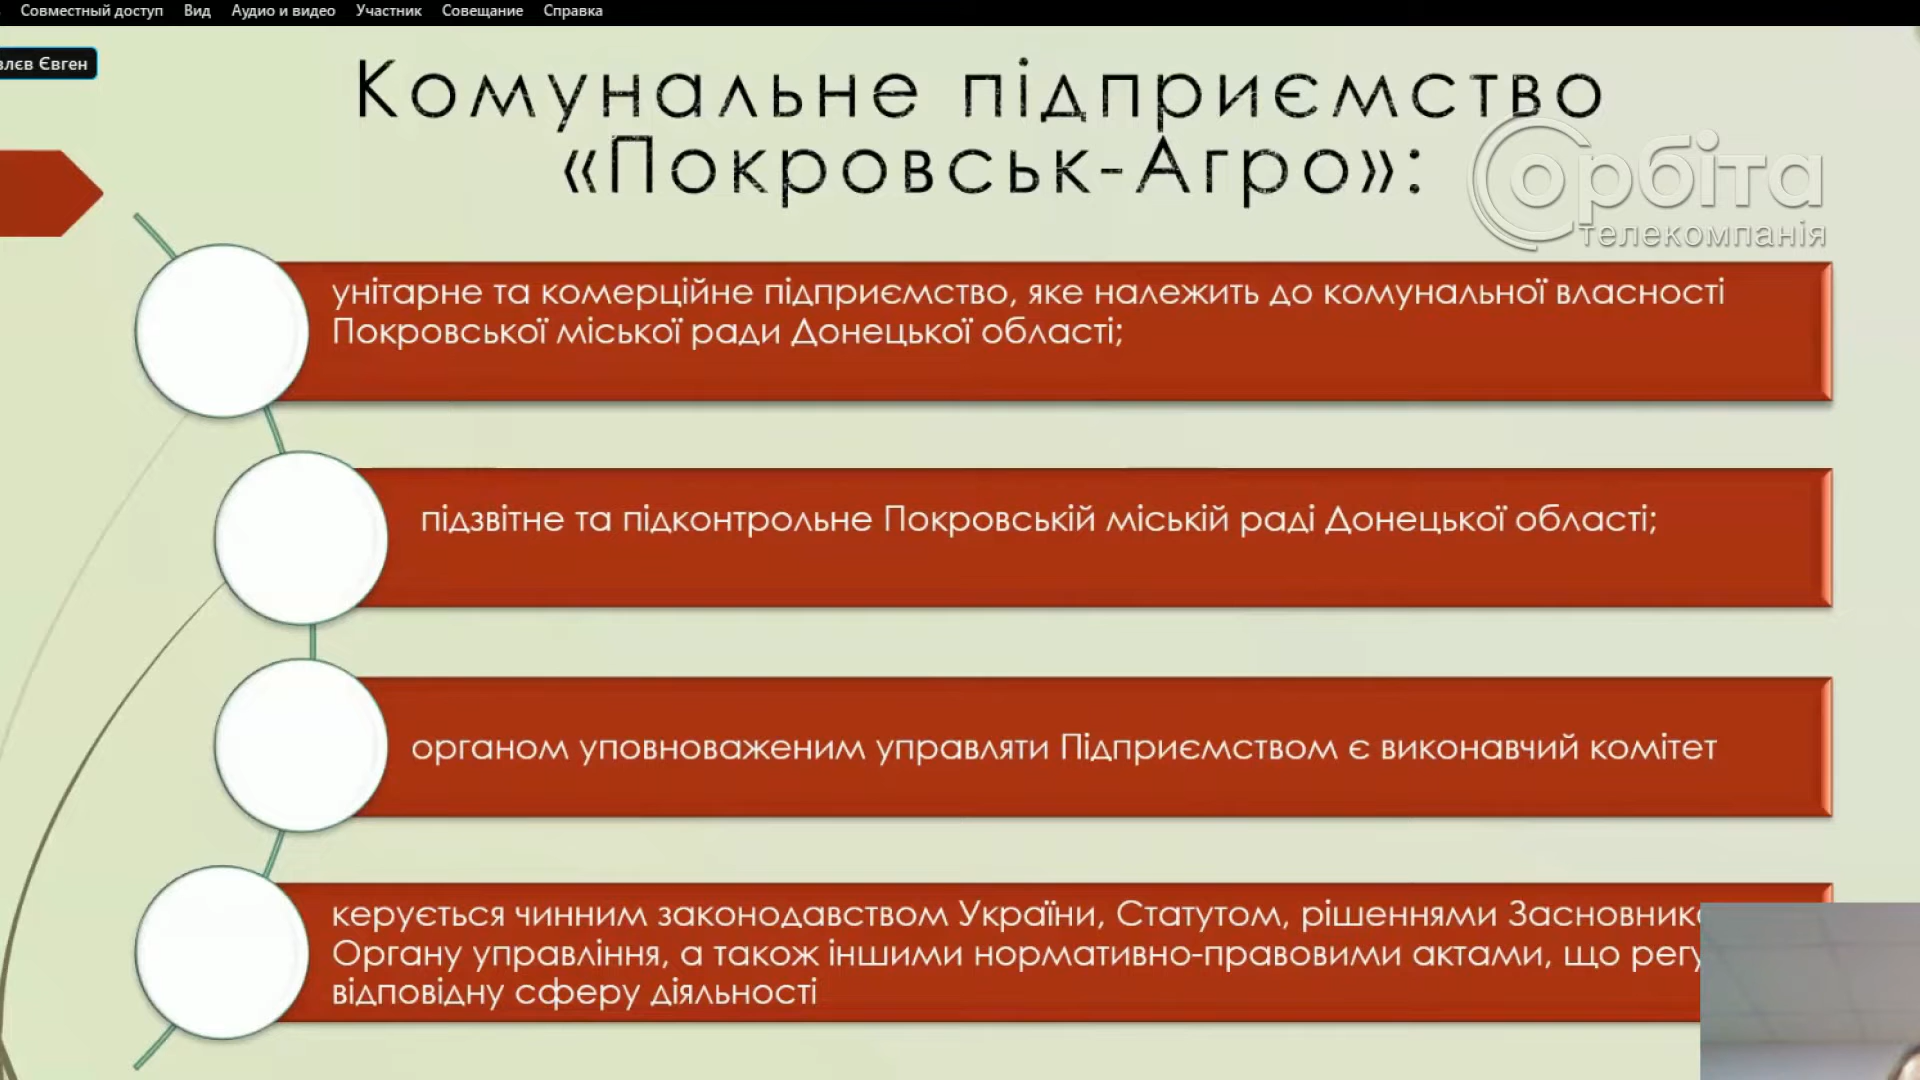 Совместный доступ Вид Аудио и видео Участник Совещание Справка
Євген
Комунальне підприємство
«Покровськ-Агро»:
орбіта
телекомпанія
унітарне та комерційне підприємство, яке належить до комунальної власності
Покровської міської ради Донецької області;
підзвітне та підконтрольне Покровській міській раді Донецької області;
органом уповноваженим управляти Підприємством є виконавчий комітет
керується чинним законодавством України, Статутом, рішеннями
Органу управління, а також іншими нормативно-правовими актами, що
відповідну сферу діяльності